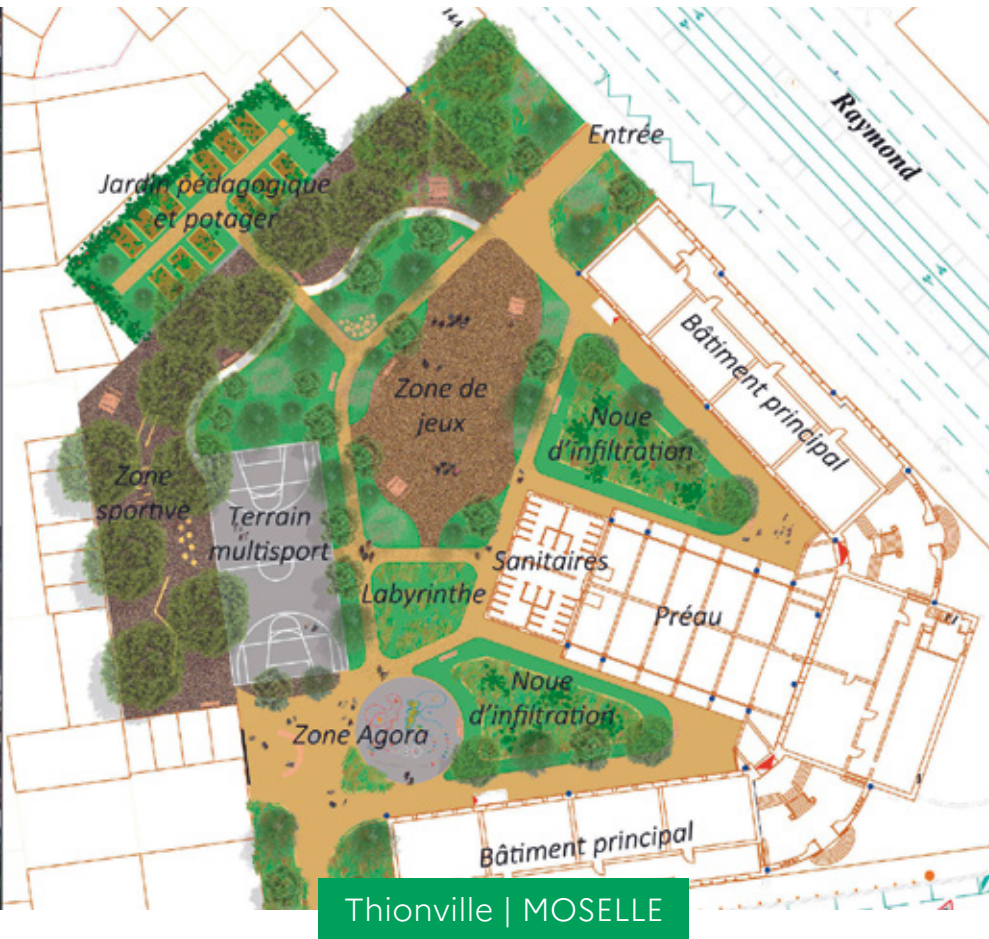 Raymond
Entrée
Jardin pédagogique
et potager
Bâtiment principal
Zone de
jeux
Noue
d'infiltration
Zone
sportive
Terrain
multisport
Sanitaires
Labyrinthe
Préau
Noue
d'infiltration
Zone Agora
Bâtiment principal
Thionville | MOSELLE